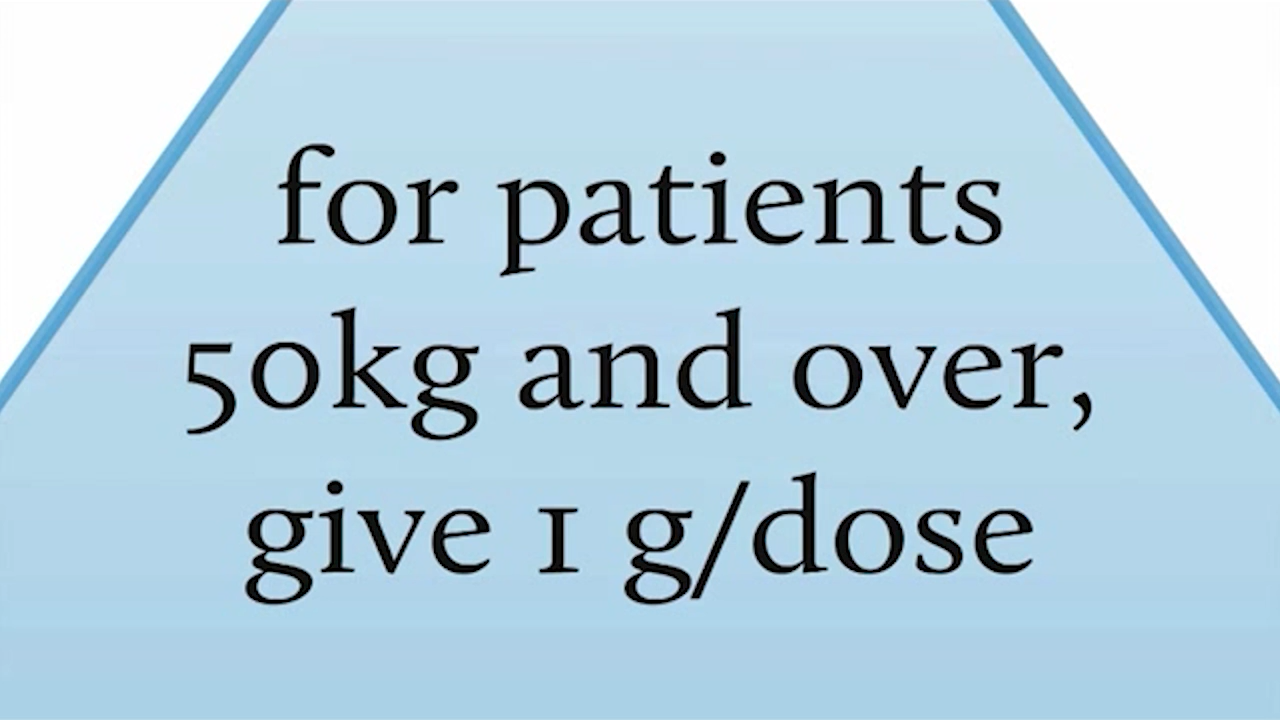 for patients
50kg and over,
give 1 g/dose